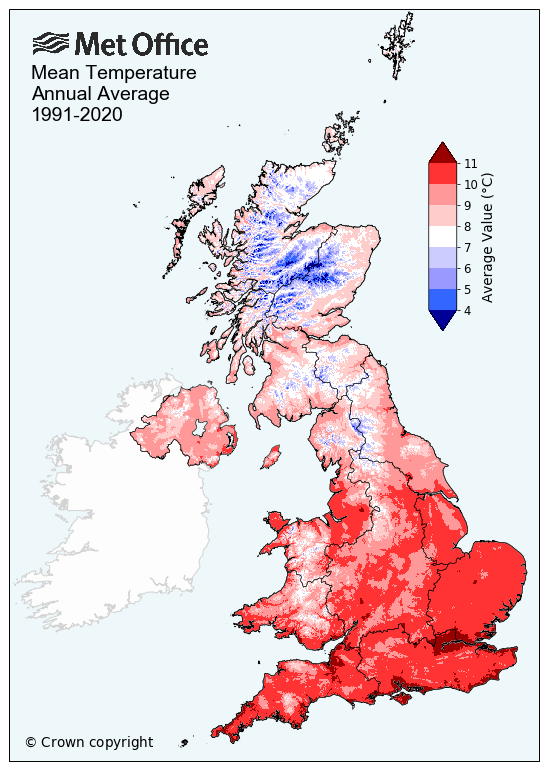 Met Office
Mean Temperature
Annual Average
1991-2020
11
10
9
8
7
6
5
4
Average Value (°C)
© Crown copyright